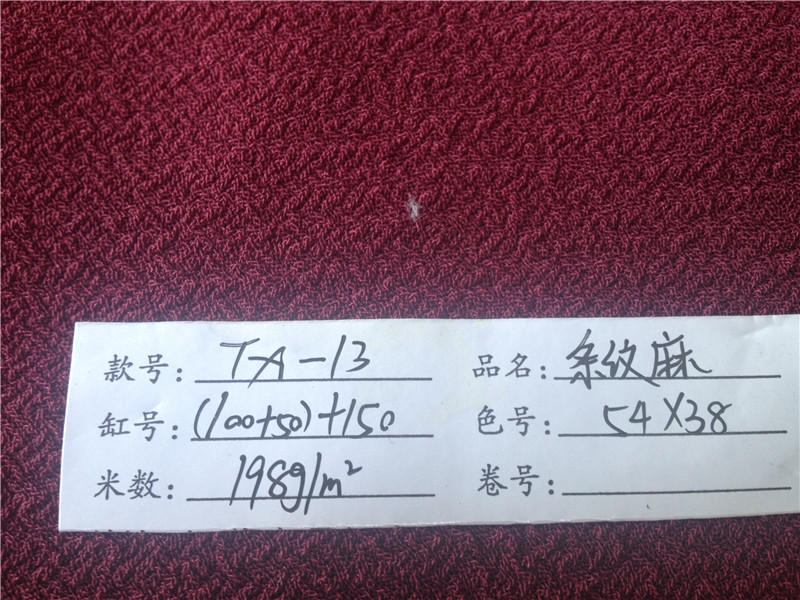 款号: TA-13 品名: 条纹麻
缸号: (100+50)+150 色号: 54X38
米数: 198g/m² 卷号: